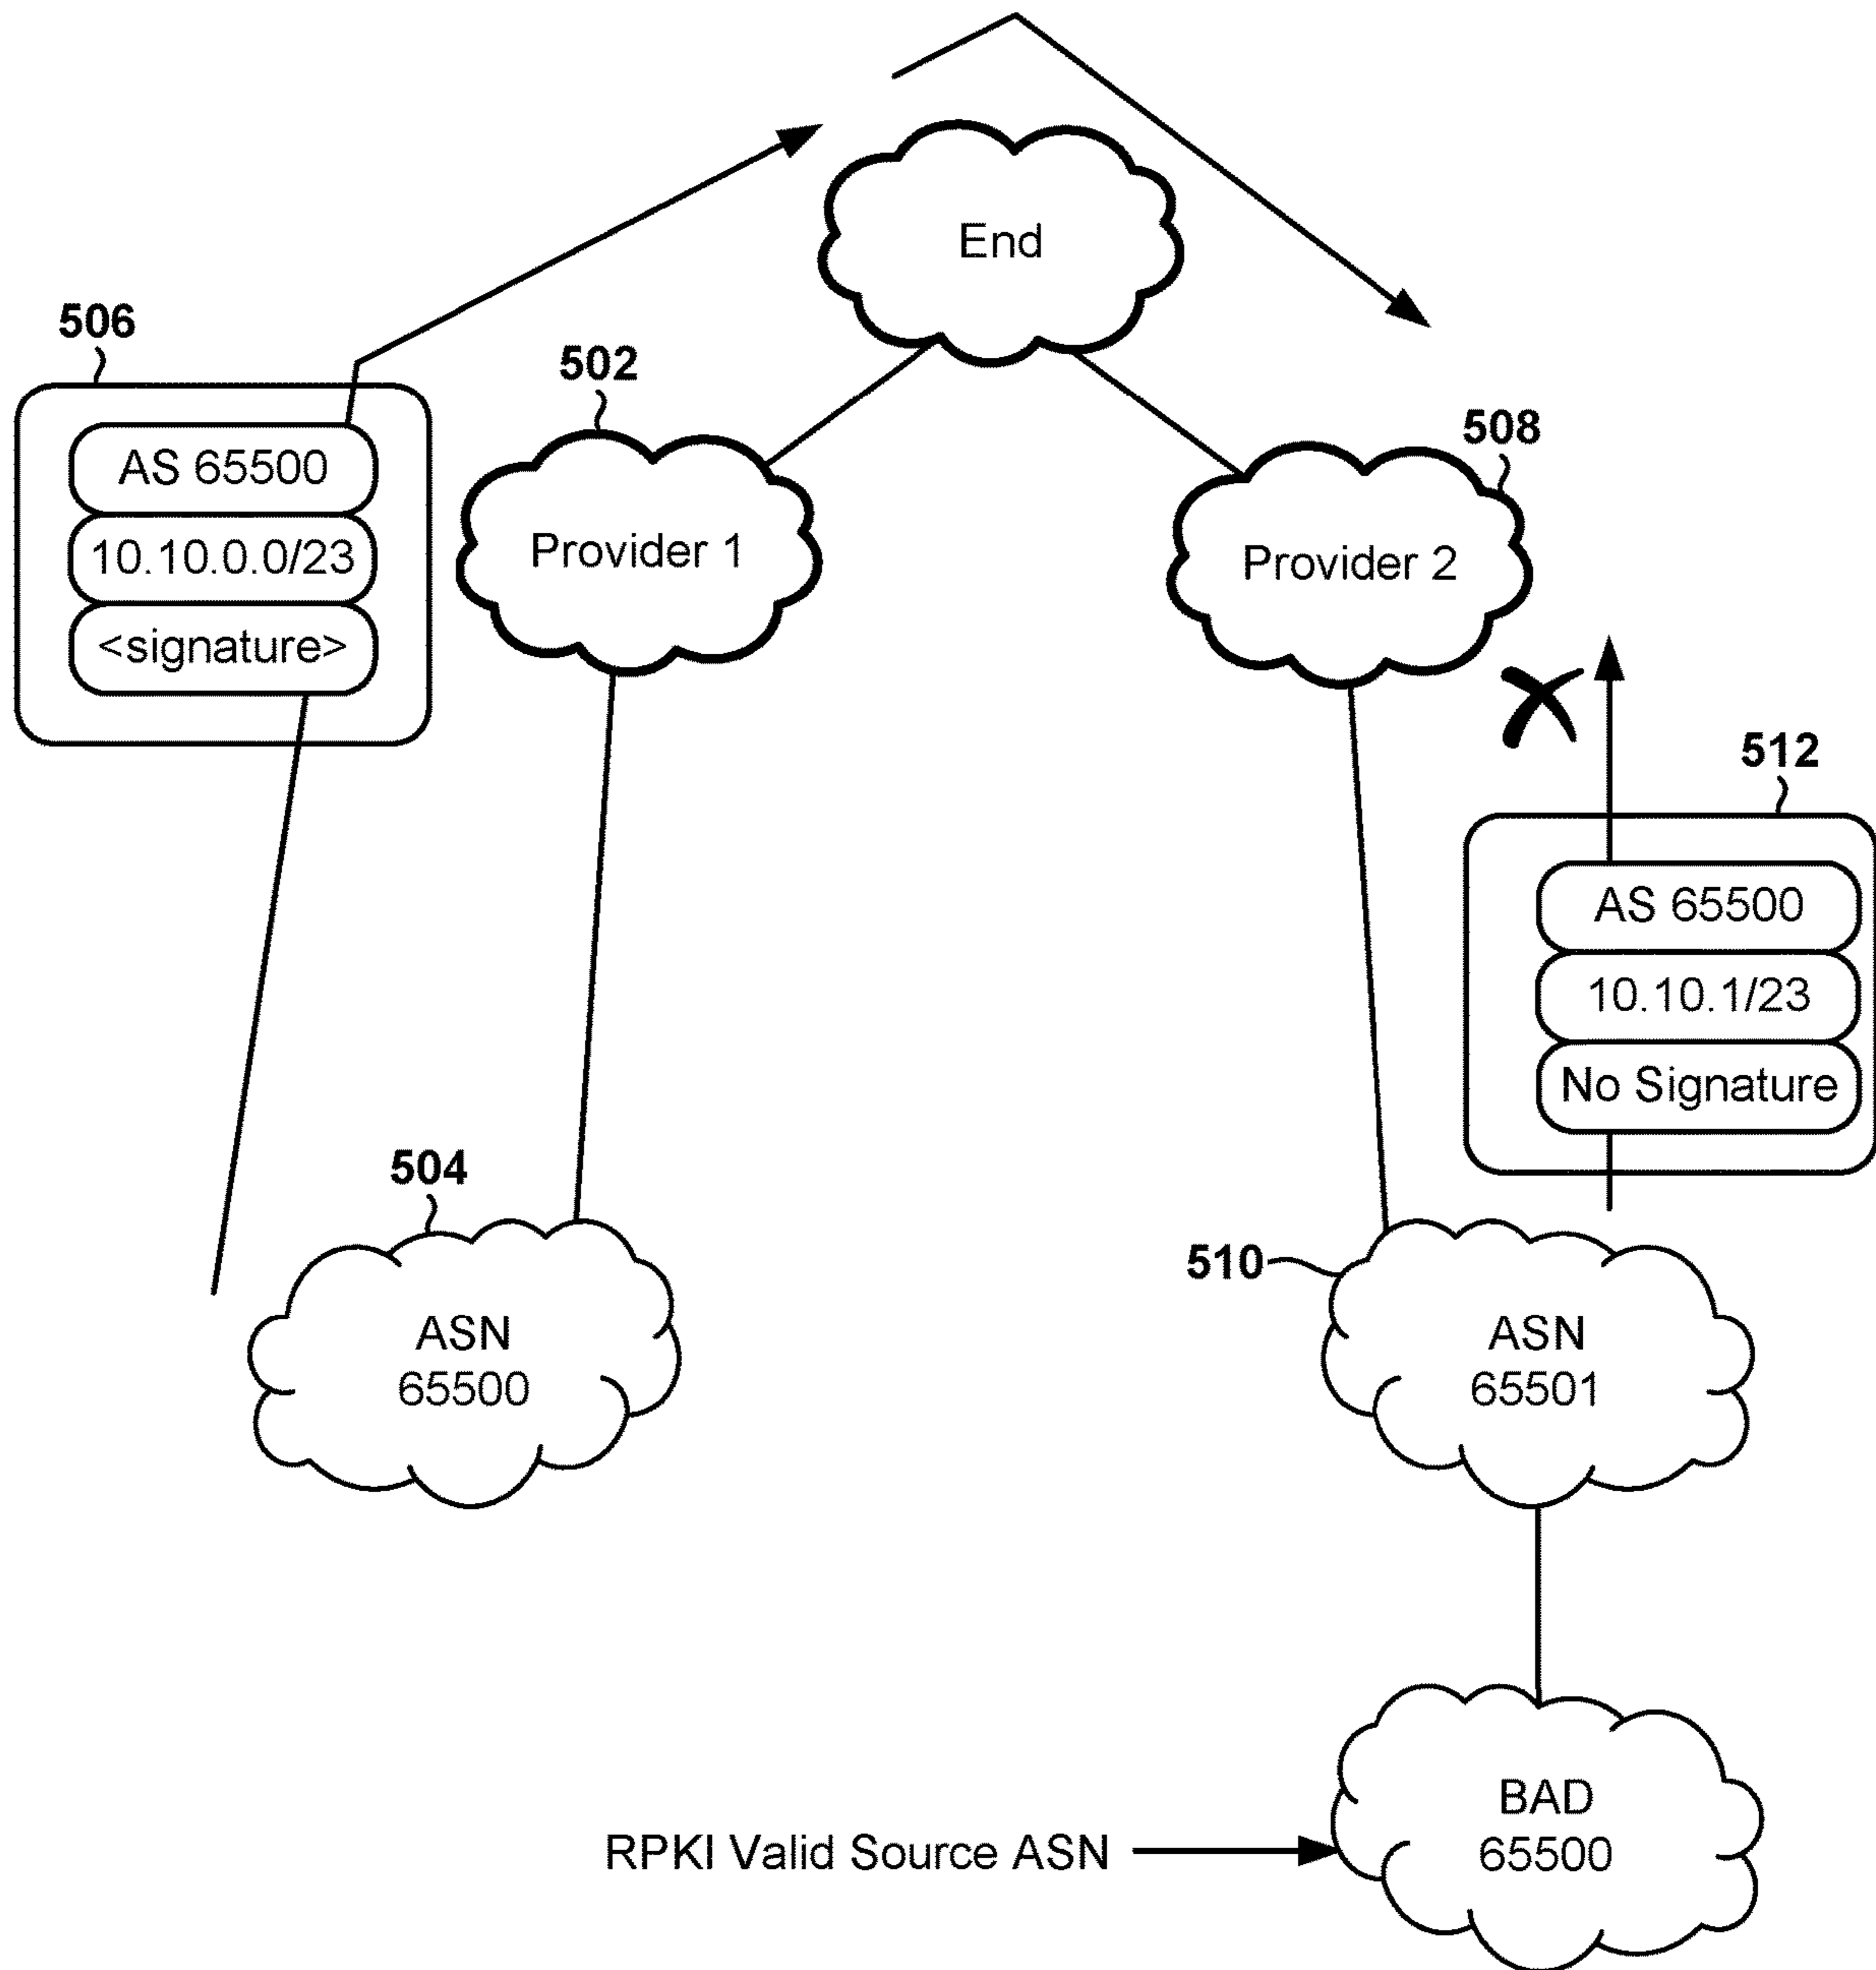 End
506
AS 65500
10.10.0.0/23
<signature>
502
Provider 1
508
Provider 2
512
AS 65500
10.10.1/23
No Signature
504
ASN
65500
510
ASN
65501
RPKI Valid Source ASN
BAD
65500